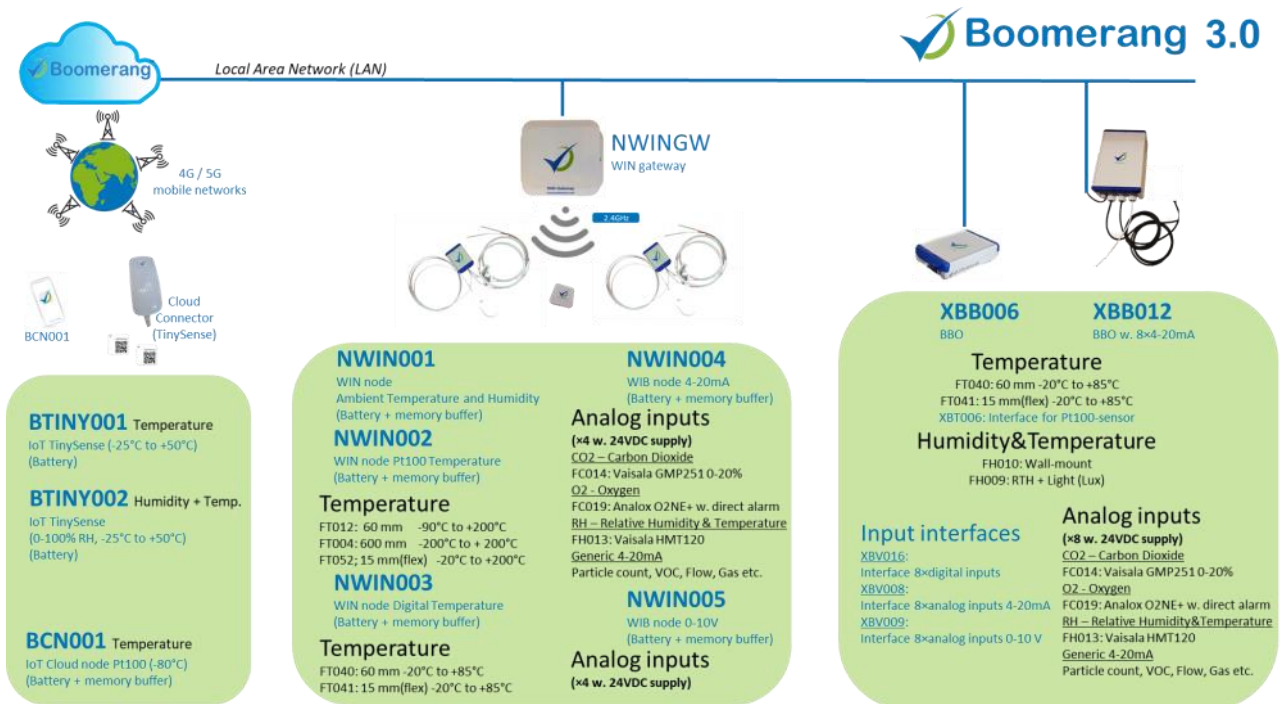 Boomerang 3.0
Boomerang
Local Area Network (LAN)
4G / 5G
mobile networks
BCN001
Cloud
Connector
(TinySense)
NWINGW
WIN gateway
2.4GHz
BTINY001 Temperature
IoT TinySense (-25°C to +50°C)
(Battery)
BTINY002 Humidity + Temp.
IoT TinySense
(0-100% RH, -25°C to +50°C)
(Battery)
BCN001 Temperature
IoT Cloud node Pt100 (-80°C)
(Battery + memory buffer)
NWIN001
WIN node
Ambient Temperature and Humidity
(Battery + memory buffer)
NWIN002
WIN node Pt100 Temperature
(Battery + memory buffer)
Temperature
FT012: 60 mm -90°C to +200°C
FT004: 600 mm -200°C to + 200°C
FT052; 15 mm(flex) -20°C to +200°C
NWIN003
WIN node Digital Temperature
(Battery + memory buffer)
Temperature
FT040: 60 mm -20°C to +85°C
FT041: 15 mm(flex) -20°C to +85°C
NWIN004
WIB node 4-20mA
(Battery + memory buffer)
Analog inputs
(×4 w. 24VDC supply)
CO2 – Carbon Dioxide
FC014: Vaisala GMP251 0-20%
O2 - Oxygen
FC019: Analox O2NE+ w. direct alarm
RH – Relative Humidity & Temperature
FH013: Vaisala HMT120
Generic 4-20mA
Particle count, VOC, Flow, Gas etc.
NWIN005
WIB node 0-10V
(Battery + memory buffer)
Analog inputs
(×4 w. 24VDC supply)
XBB006
BBO
XBB012
BBO w. 8×4-20mA
Temperature
FT040: 60 mm -20°C to +85°C
FT041: 15 mm(flex) -20°C to +85°C
XBT006: Interface for Pt100-sensor
Humidity&Temperature
FH010: Wall-mount
FH009: RTH + Light (Lux)
Input interfaces
XBV016:
Interface 8×digital inputs
XBV008:
Interface 8×analog inputs 4-20mA
XBV009:
Interface 8×analog inputs 0-10 V
Analog inputs
(×8 w. 24VDC supply)
CO2 – Carbon Dioxide
FC014: Vaisala GMP251 0-20%
O2 - Oxygen
FC019: Analox O2NE+ w. direct alarm
RH – Relative Humidity&Temperature
FH013: Vaisala HMT120
Generic 4-20mA
Particle count, VOC, Flow, Gas etc.